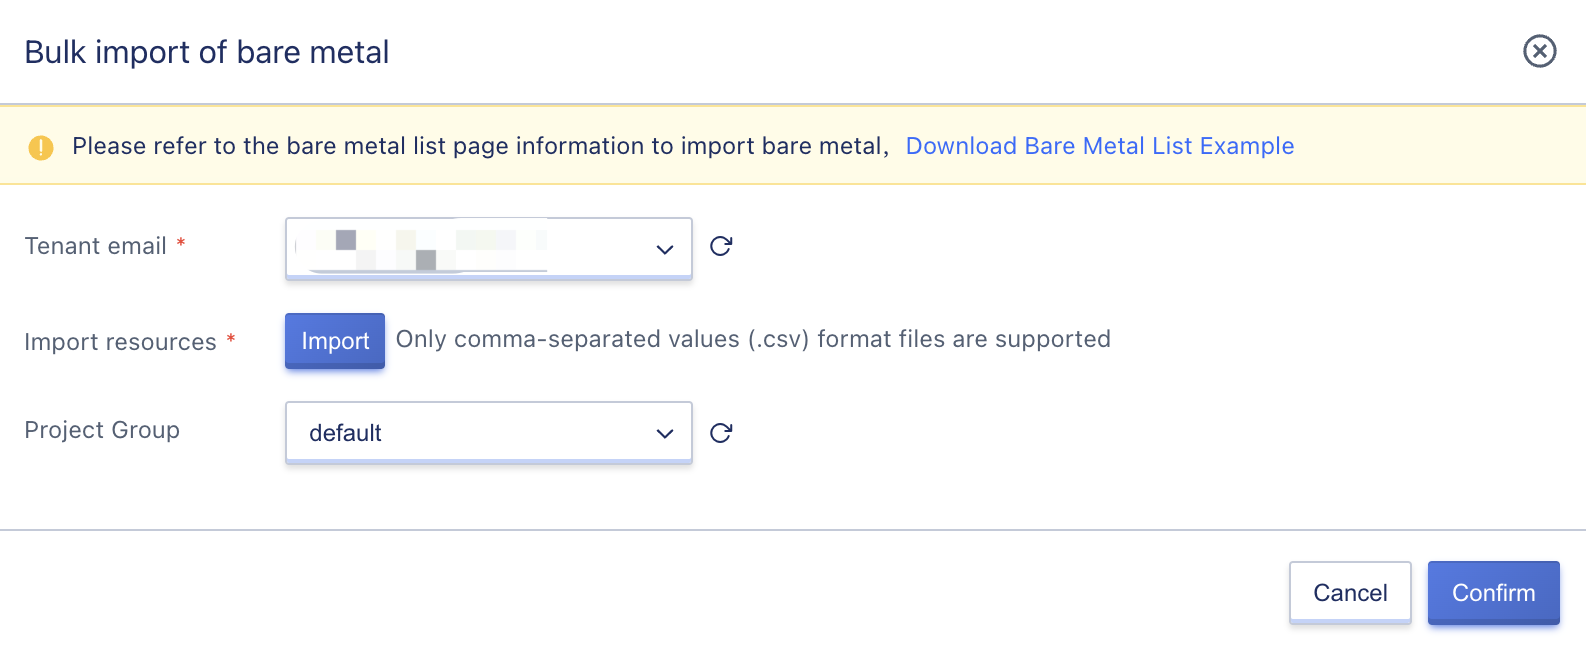 Bulk import of bare metal
Please refer to the bare metal list page information to import bare metal, Download Bare Metal List Example
Tenant email *
Import resources * Import Only comma-separated values (.csv) format files are supported
Project Group default
Cancel Confirm